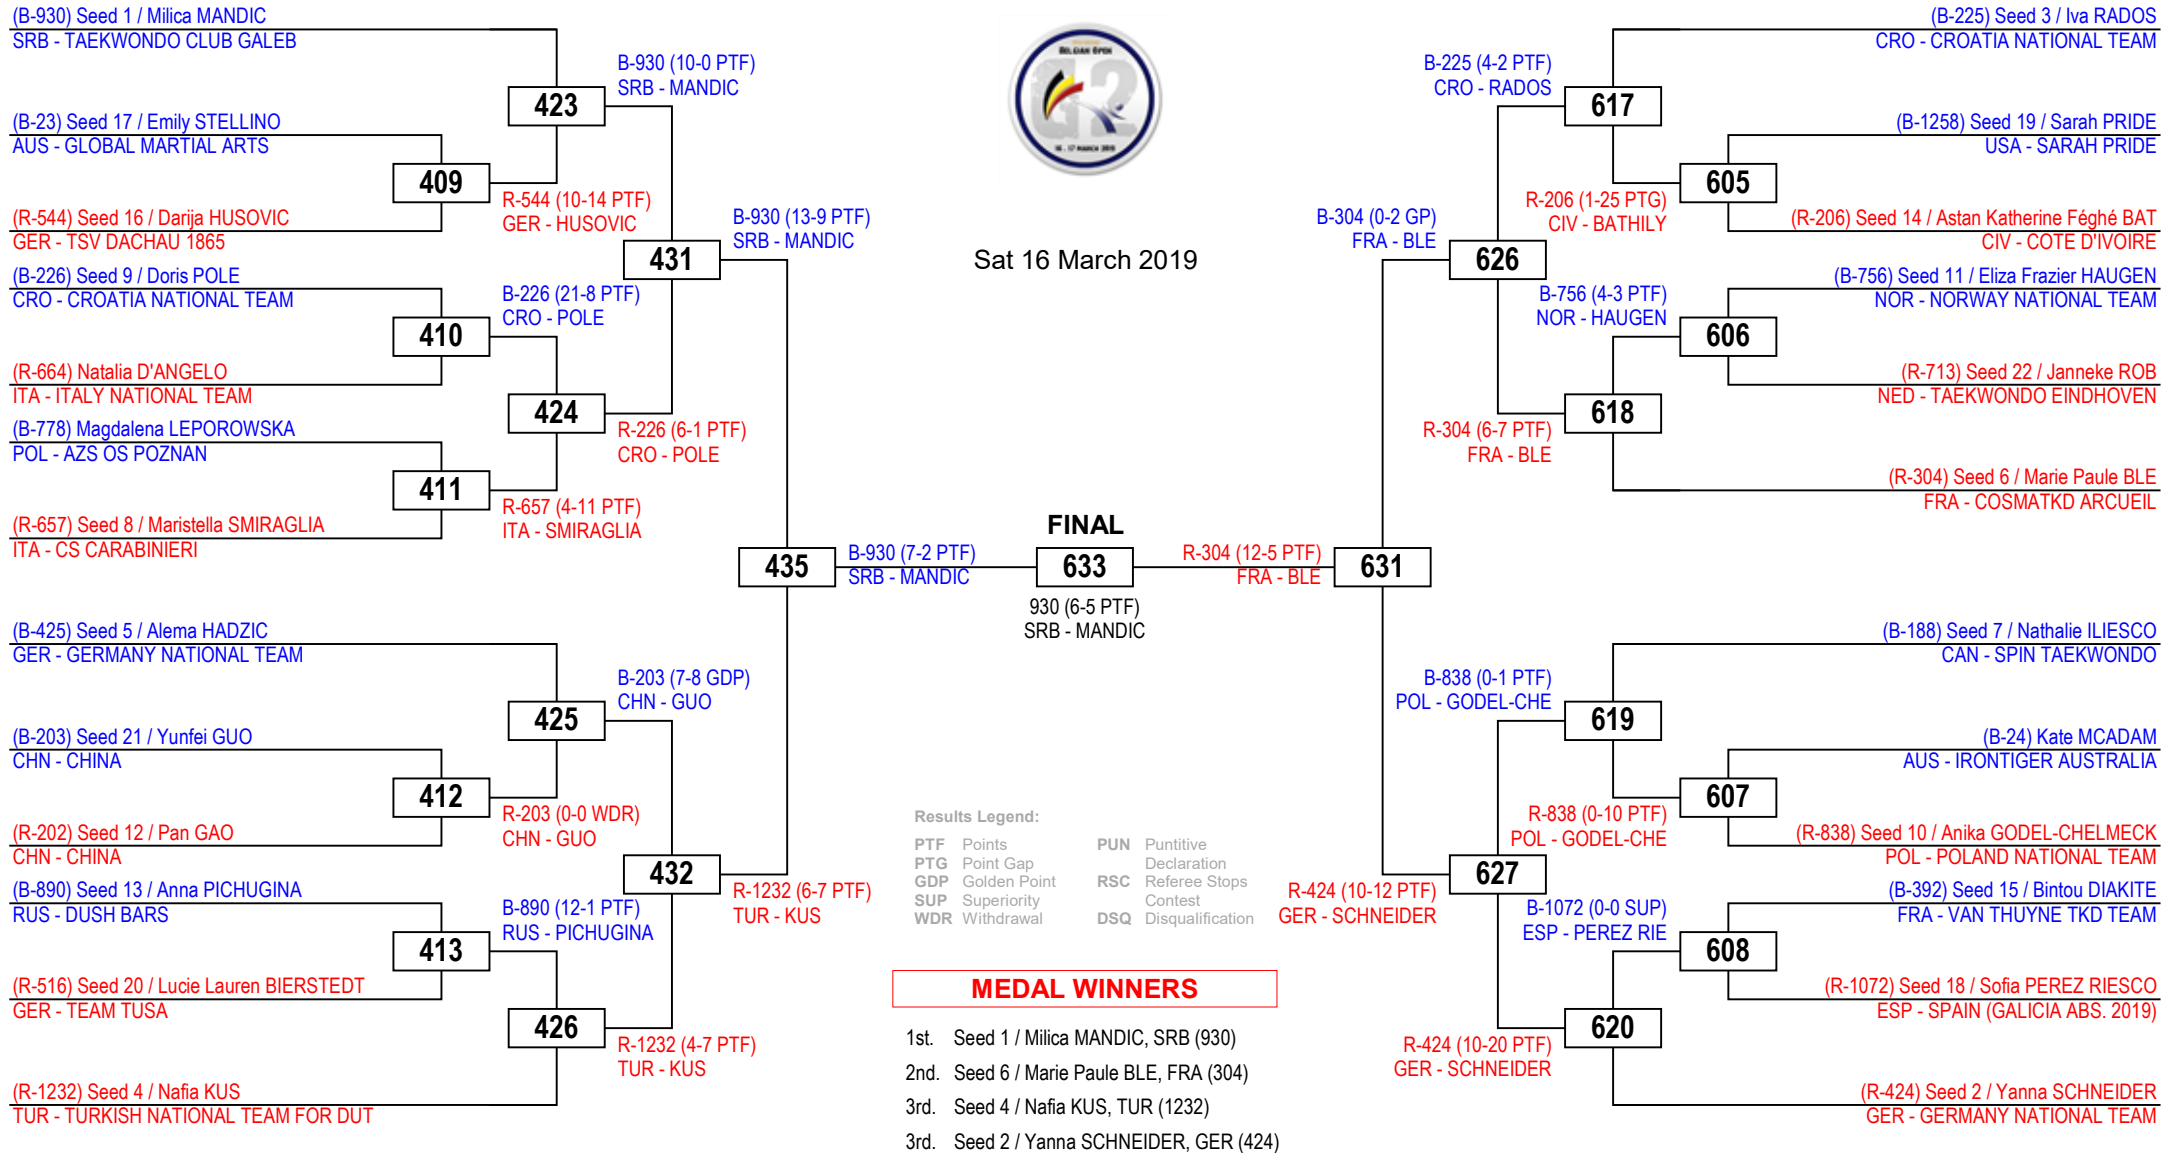 (B-930) Seed 1 / Milica MANDIC
SRB - TAEKWONDO CLUB GALEB
(B-23) Seed 17 / Emily STELLINO
AUS - GLOBAL MARTIAL ARTS
(R-544) Seed 16 / Darija HUSOVIC
GER - TSV DACHAU 1865
(B-226) Seed 9 / Doris POLE
CRO - CROATIA NATIONAL TEAM
(R-664) Natalia D'ANGELO
ITA - ITALY NATIONAL TEAM
(B-778) Magdalena LEPOROWSKA
POL - AZS OS POZNAN
(R-657) Seed 8 / Maristella SMIRAGLIA
ITA - CS CARABINIERI
(B-425) Seed 5 / Alema HADZIC
GER - GERMANY NATIONAL TEAM
(B-203) Seed 21 / Yunfei GUO
CHN - CHINA
(R-202) Seed 12 / Pan GAO
CHN - CHINA
(B-890) Seed 13 / Anna PICHUGINA
RUS - DUSH BARS
(R-516) Seed 20 / Lucie Lauren BIERSTEDT
GER - TEAM TUSA
(R-1232) Seed 4 / Nafia KUS
TUR - TURKISH NATIONAL TEAM FOR DUT
409
R-544 (10-14 PTF)
GER - HUSOVIC
410
B-226 (21-8 PTF)
CRO - POLE
411
R-657 (4-11 PTF)
ITA - SMIRAGLIA
412
R-203 (0-0 WDR)
CHN - GUO
413
B-890 (12-1 PTF)
RUS - PICHUGINA
423
B-930 (10-0 PTF)
SRB - MANDIC
424
R-226 (6-1 PTF)
CRO - POLE
425
B-203 (7-8 GDP)
CHN - GUO
426
R-1232 (4-7 PTF)
TUR - KUS
431
B-930 (13-9 PTF)
SRB - MANDIC
432
R-1232 (6-7 PTF)
TUR - KUS
435
B-930 (7-2 PTF)
SRB - MANDIC
BELGIAN OPEN
G2
16 - 17 MARCH 2019
Sat 16 March 2019
FINAL
633
930 (6-5 PTF)
SRB - MANDIC
R-304 (12-5 PTF)
FRA - BLE
631
B-304 (0-2 GP)
FRA - BLE
626
R-424 (10-12 PTF)
GER - SCHNEIDER
627
B-225 (4-2 PTF)
CRO - RADOS
617
R-304 (6-7 PTF)
FRA - BLE
618
B-838 (0-1 PTF)
POL - GODEL-CHE
619
R-424 (10-20 PTF)
GER - SCHNEIDER
620
R-206 (1-25 PTG)
CIV - BATHILY
605
B-756 (4-3 PTF)
NOR - HAUGEN
606
R-838 (0-10 PTF)
POL - GODEL-CHE
607
B-1072 (0-0 SUP)
ESP - PEREZ RIE
608
(B-225) Seed 3 / Iva RADOS
CRO - CROATIA NATIONAL TEAM
(B-1258) Seed 19 / Sarah PRIDE
USA - SARAH PRIDE
(R-206) Seed 14 / Astan Katherine Féghé BAT
CIV - COTE D'IVOIRE
(B-756) Seed 11 / Eliza Frazier HAUGEN
NOR - NORWAY NATIONAL TEAM
(R-713) Seed 22 / Janneke ROB
NED - TAEKWONDO EINDHOVEN
(R-304) Seed 6 / Marie Paule BLE
FRA - COSMATKD ARCUEIL
(B-188) Seed 7 / Nathalie ILIESCO
CAN - SPIN TAEKWONDO
(B-24) Kate MCADAM
AUS - IRONTIGER AUSTRALIA
(R-838) Seed 10 / Anika GODEL-CHELMECK
POL - POLAND NATIONAL TEAM
(B-392) Seed 15 / Bintou DIAKITE
FRA - VAN THUYNE TKD TEAM
(R-1072) Seed 18 / Sofia PEREZ RIESCO
ESP - SPAIN (GALICIA ABS. 2019)
(R-424) Seed 2 / Yanna SCHNEIDER
GER - GERMANY NATIONAL TEAM
Results Legend:
PTF Points
PTG Point Gap
GDP Golden Point
SUP Superiority
WDR Withdrawal
PUN Puntitive
Declaration
RSC Referee Stops
Contest
DSQ Disqualification
MEDAL WINNERS
1st. Seed 1 / Milica MANDIC, SRB (930)
2nd. Seed 6 / Marie Paule BLE, FRA (304)
3rd. Seed 4 / Nafia KUS, TUR (1232)
3rd. Seed 2 / Yanna SCHNEIDER, GER (424)